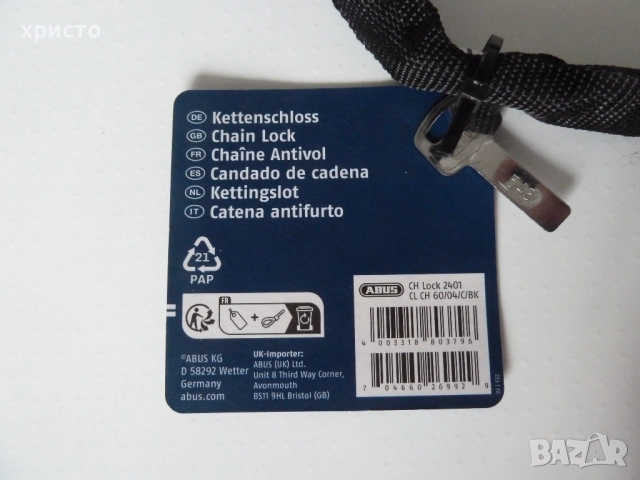 христо
DE Kettenschloss
GB Chain Lock
FR Chaîne Antivol
ES Candado de cadena
NL Kettingslot
IT Catena antifurto
21
PAP
FR
+
©ABUS KG
D 58292 Wetter
Germany
abus.com
UK-Importer:
ABUS (UK) Ltd.
Unit 8 Third Way Corner,
Avonmouth
BS11 9HL Bristol (GB)
ABUS
CH Lock 2401
CL CH 60/04/C/BK
4 003318 803796
7 04660 26992 9
BAZAR